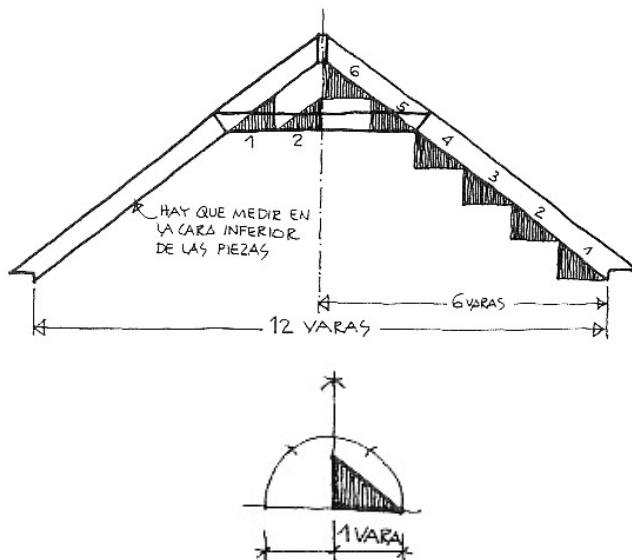 6
5
1
2
4
3
2
1
HAY QUE MEDIR EN
LA CARA INFERIOR
DE LAS PIEZAS
6 VARAS
12 VARAS
1 VARA